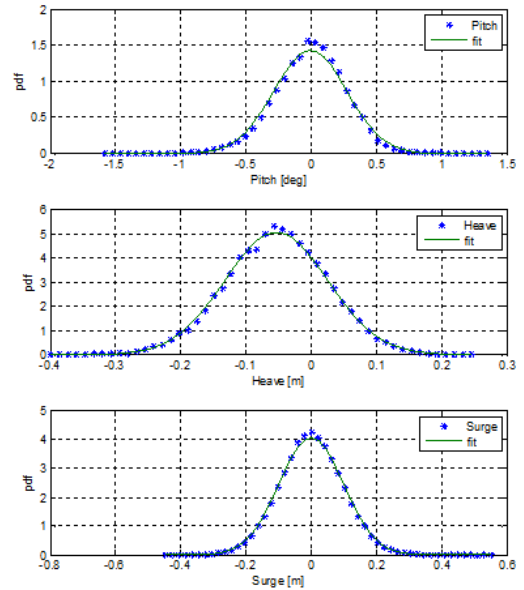 2
1.5
1
0.5
0
pdf
Pitch
fit
-2 -1.5 -1 -0.5 0 0.5 1 1.5
Pitch [deg]
6
5
4
3
2
1
0
pdf
Heave
fit
-0.4 -0.3 -0.2 -0.1 0 0.1 0.2 0.3
Heave [m]
5
4
3
2
1
0
pdf
Surge
fit
-0.8 -0.6 -0.4 -0.2 0 0.2 0.4 0.6
Surge [m]